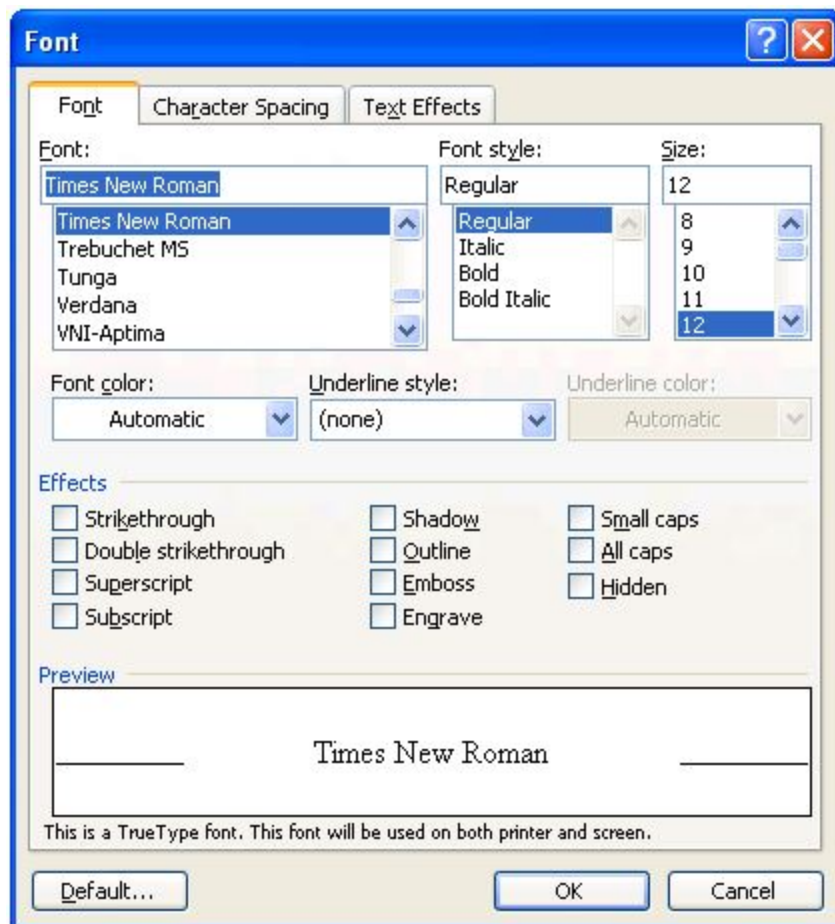 Font
Font Character Spacing Text Effects
Font: Font style: Size:
Times New Roman Regular 12
Times New Roman Regular 8
Trebuchet MS Italic 9
Tunga Bold 10
Verdana Bold Italic 11
VNI-Aptima 12
Font color: Underline style: Underline color:
Automatic (none) Automatic
Effects
Strikethrough Shadow Small caps
Double strikethrough Outline All caps
Superscript Emboss Hidden
Subscript Engrave
Preview
Times New Roman
This is a TrueType font. This font will be used on both printer and screen.
Default... OK Cancel